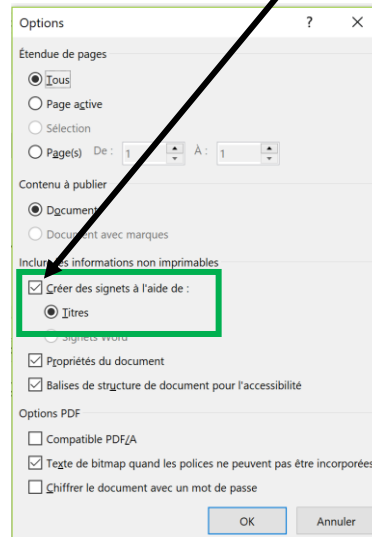 Options ? ×
Étendue de pages
Tous
Page active
Sélection
Page(s) De : 1 À : 1
Contenu à publier
Document
Document avec marques
Inclure les informations non imprimables
Créer des signets à l'aide de :
Titres
Signets Word
Propriétés du document
Balises de structure de document pour l'accessibilité
Options PDF
Compatible PDF/A
Texte de bitmap quand les polices ne peuvent pas être incorporées
Chiffrer le document avec un mot de passe
OK Annuler